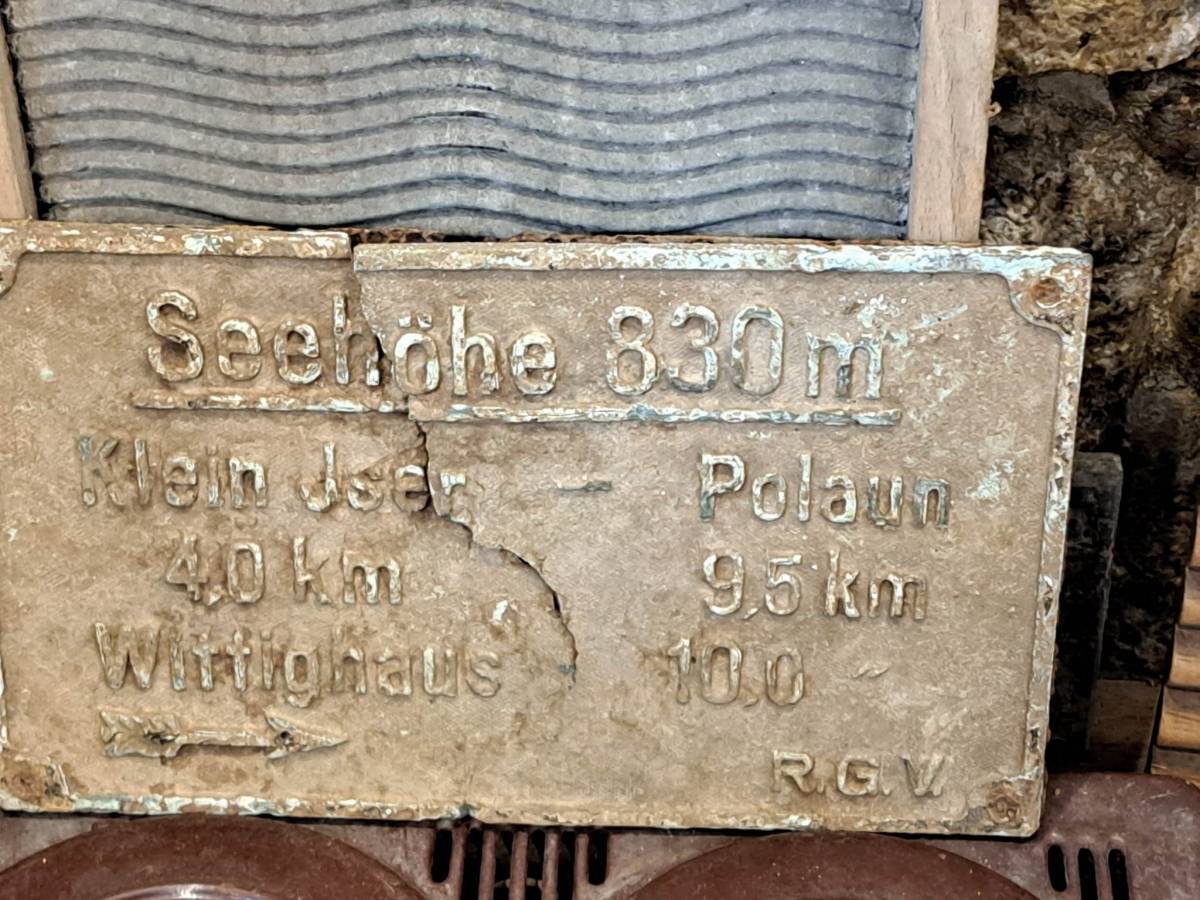 Seehöhe 830 m
Klein Jser - Polaun
4,0 km 9,5 km
Wittighaus 10,0 "
R.G.V.